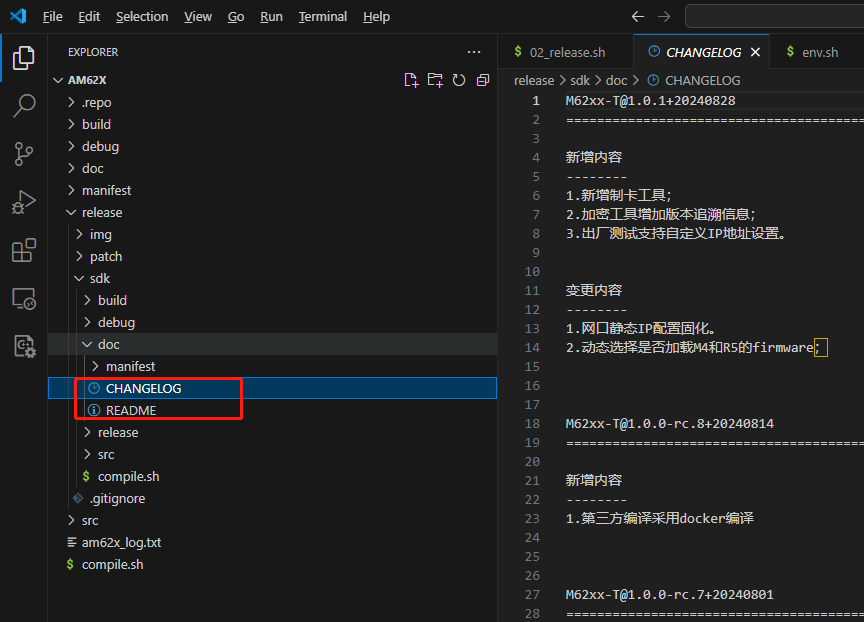 File Edit Selection View Go Run Terminal Help
EXPLORER ...
AM62X
.repo
build
debug
doc
manifest
release
img
patch
sdk
build
debug
doc
manifest
CHANGELOG
README
release
src
$ compile.sh
.gitignore
src
am62x_log.txt
$ compile.sh
$ 02_release.sh CHANGELOG $ env.sh
release > sdk > doc > CHANGELOG
1 M62xx-T@1.0.1+20240828
2 =======================================
3
4 新增内容
5 --------
6 1.新增制卡工具;
7 2.加密工具增加版本追溯信息;
8 3.出厂测试支持自定义IP地址设置。
9
10
11 变更内容
12 --------
13 1.网口静态IP配置固化。
14 2.动态选择是否加载M4和R5的firmware;
15
16
17
18 M62xx-T@1.0.0-rc.8+20240814
19 =======================================
20
21 新增内容
22 --------
23 1.第三方编译采用docker编译
24
25
26
27 M62xx-T@1.0.0-rc.7+20240801
28 =======================================